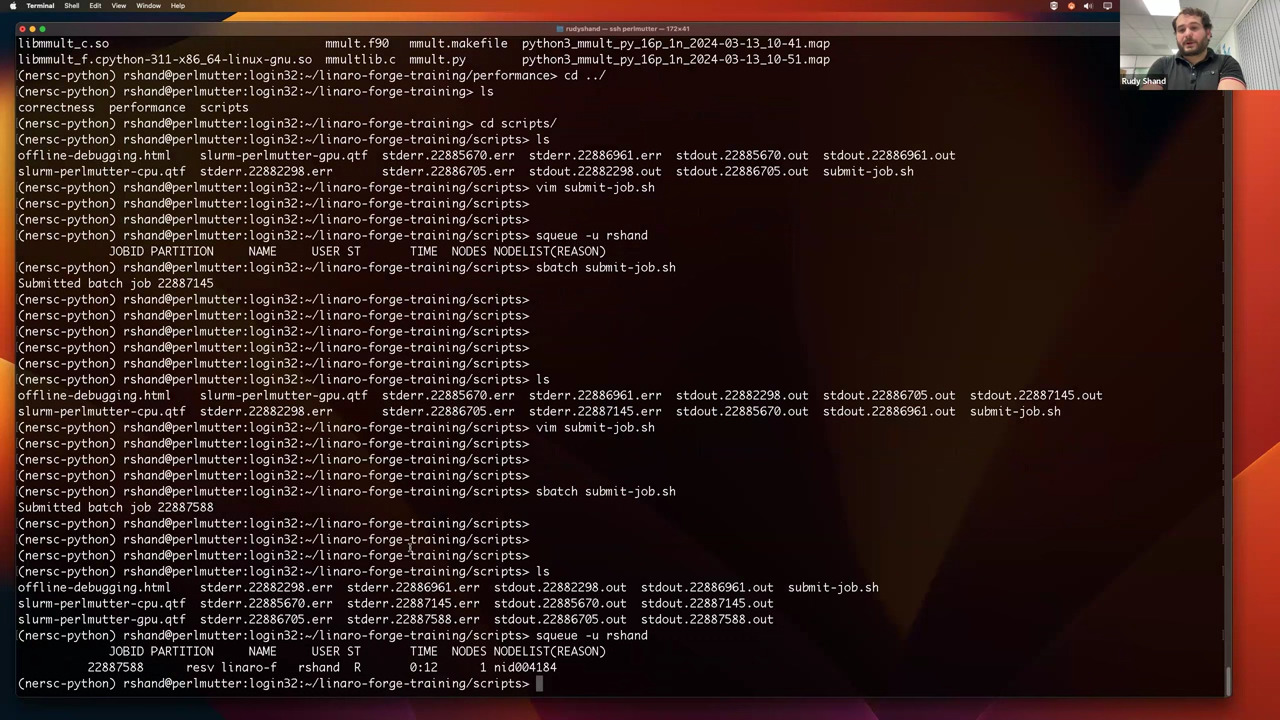 Terminal Shell Edit View Window Help
rudyshand — ssh perlmutter — 172×41
libmmult_c.so mmult.f90 mmult.makefile python3_mmult_py_16p_1n_2024-03-13_10-41.map
libmmult_f.cpython-311-x86_64-linux-gnu.so mmultlib.c mmult.py python3_mmult_py_16p_1n_2024-03-13_10-51.map
(nersc-python) rshand@perlmutter:login32:~/linaro-forge-training/performance> cd ../
(nersc-python) rshand@perlmutter:login32:~/linaro-forge-training> ls
correctness performance scripts
(nersc-python) rshand@perlmutter:login32:~/linaro-forge-training> cd scripts/
(nersc-python) rshand@perlmutter:login32:~/linaro-forge-training/scripts> ls
offline-debugging.html slurm-perlmutter-gpu.qtf stderr.22885670.err stderr.22886961.err stdout.22885670.out stdout.22886961.out
slurm-perlmutter-cpu.qtf stderr.22882298.err stderr.22886705.err stdout.22882298.out stdout.22886705.out submit-job.sh
(nersc-python) rshand@perlmutter:login32:~/linaro-forge-training/scripts> vim submit-job.sh
(nersc-python) rshand@perlmutter:login32:~/linaro-forge-training/scripts>
(nersc-python) rshand@perlmutter:login32:~/linaro-forge-training/scripts>
(nersc-python) rshand@perlmutter:login32:~/linaro-forge-training/scripts> squeue -u rshand
JOBID PARTITION NAME USER ST TIME NODES NODELIST(REASON)
(nersc-python) rshand@perlmutter:login32:~/linaro-forge-training/scripts> sbatch submit-job.sh
Submitted batch job 22887145
(nersc-python) rshand@perlmutter:login32:~/linaro-forge-training/scripts>
(nersc-python) rshand@perlmutter:login32:~/linaro-forge-training/scripts>
(nersc-python) rshand@perlmutter:login32:~/linaro-forge-training/scripts>
(nersc-python) rshand@perlmutter:login32:~/linaro-forge-training/scripts>
(nersc-python) rshand@perlmutter:login32:~/linaro-forge-training/scripts>
(nersc-python) rshand@perlmutter:login32:~/linaro-forge-training/scripts> ls
offline-debugging.html slurm-perlmutter-gpu.qtf stderr.22885670.err stderr.22886961.err stdout.22882298.out stdout.22886705.out stdout.22887145.out
slurm-perlmutter-cpu.qtf stderr.22882298.err stderr.22886705.err stderr.22887145.err stdout.22885670.out stdout.22886961.out submit-job.sh
(nersc-python) rshand@perlmutter:login32:~/linaro-forge-training/scripts> vim submit-job.sh
(nersc-python) rshand@perlmutter:login32:~/linaro-forge-training/scripts>
(nersc-python) rshand@perlmutter:login32:~/linaro-forge-training/scripts>
(nersc-python) rshand@perlmutter:login32:~/linaro-forge-training/scripts>
(nersc-python) rshand@perlmutter:login32:~/linaro-forge-training/scripts> sbatch submit-job.sh
Submitted batch job 22887588
(nersc-python) rshand@perlmutter:login32:~/linaro-forge-training/scripts>
(nersc-python) rshand@perlmutter:login32:~/linaro-forge-training/scripts>
(nersc-python) rshand@perlmutter:login32:~/linaro-forge-training/scripts>
(nersc-python) rshand@perlmutter:login32:~/linaro-forge-training/scripts> ls
offline-debugging.html stderr.22882298.err stderr.22886961.err stdout.22882298.out stdout.22886961.out submit-job.sh
slurm-perlmutter-cpu.qtf stderr.22885670.err stderr.22887145.err stdout.22885670.out stdout.22887145.out
slurm-perlmutter-gpu.qtf stderr.22886705.err stderr.22887588.err stdout.22886705.out stdout.22887588.out
(nersc-python) rshand@perlmutter:login32:~/linaro-forge-training/scripts> squeue -u rshand
JOBID PARTITION NAME USER ST TIME NODES NODELIST(REASON)
22887588 resv linaro-f rshand R 0:12 1 nid004184
(nersc-python) rshand@perlmutter:login32:~/linaro-forge-training/scripts>
Rudy Shand